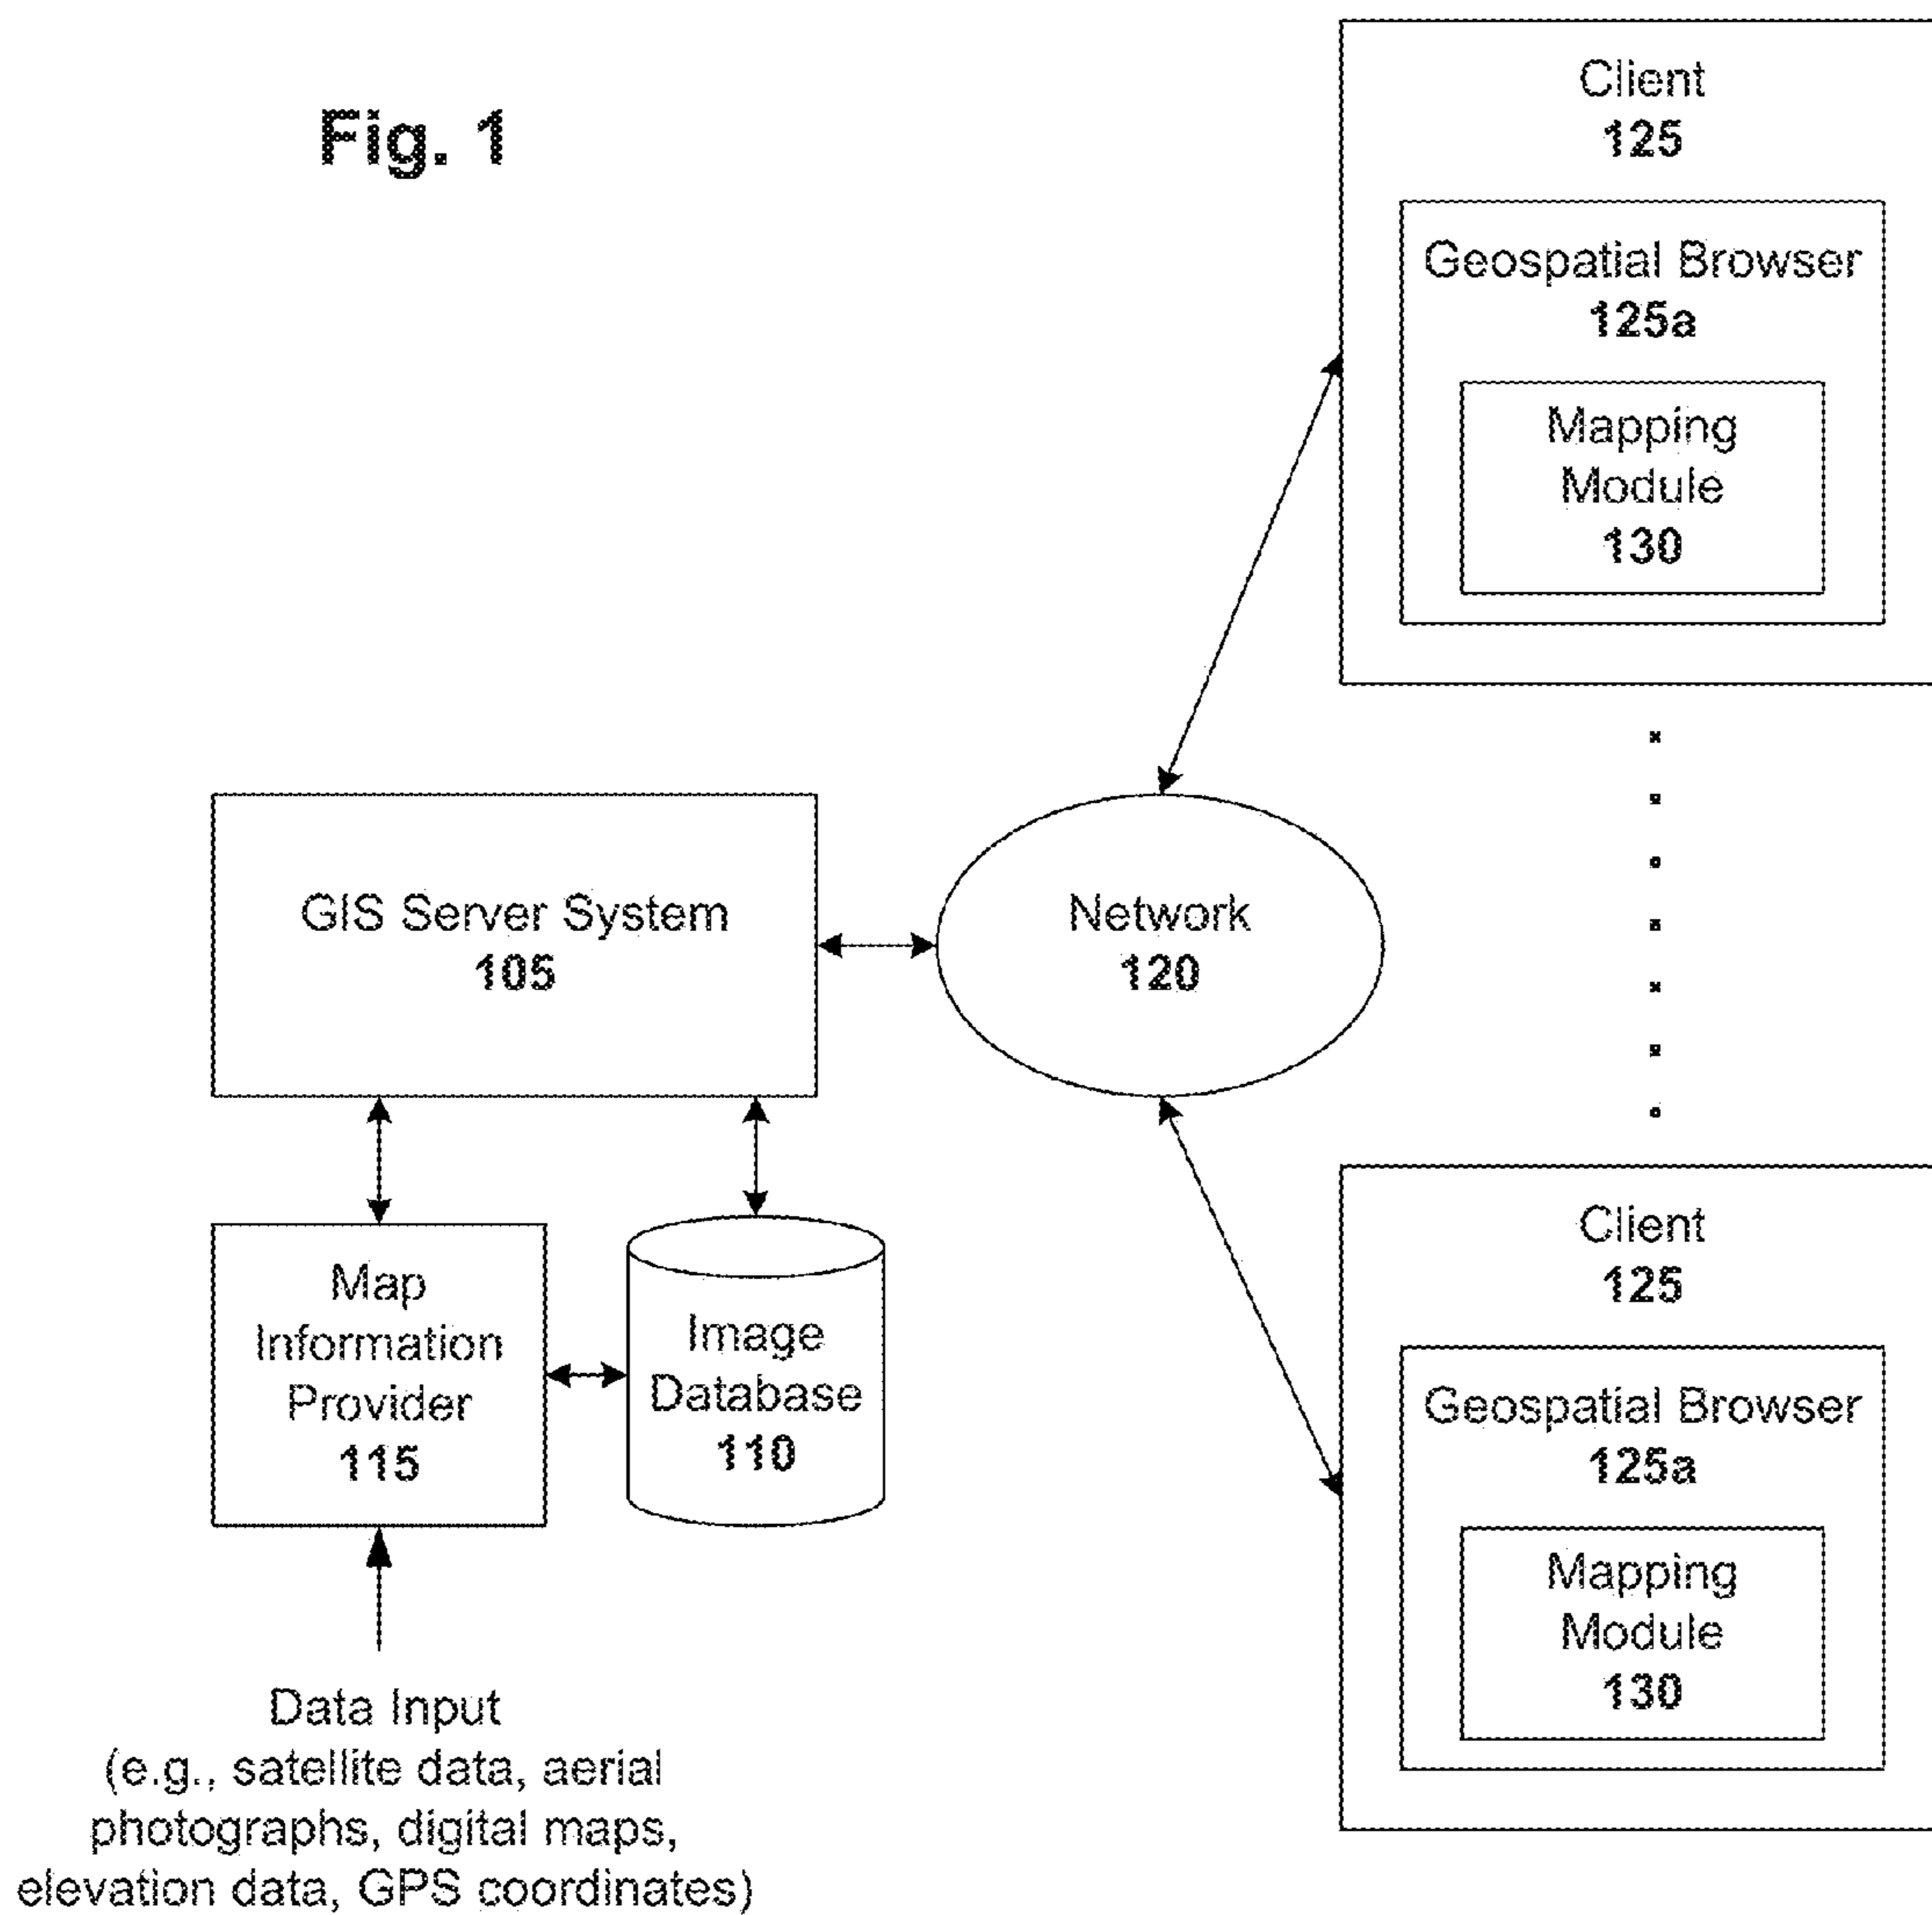 Fig. 1
Client
125
Geospatial Browser
125a
Mapping
Module
130
GIS Server System
105
Network
120
Map
Information
Provider
115
Image
Database
110
Client
125
Geospatial Browser
125a
Mapping
Module
130
Data Input
(e.g., satellite data, aerial
photographs, digital maps,
elevation data, GPS coordinates)